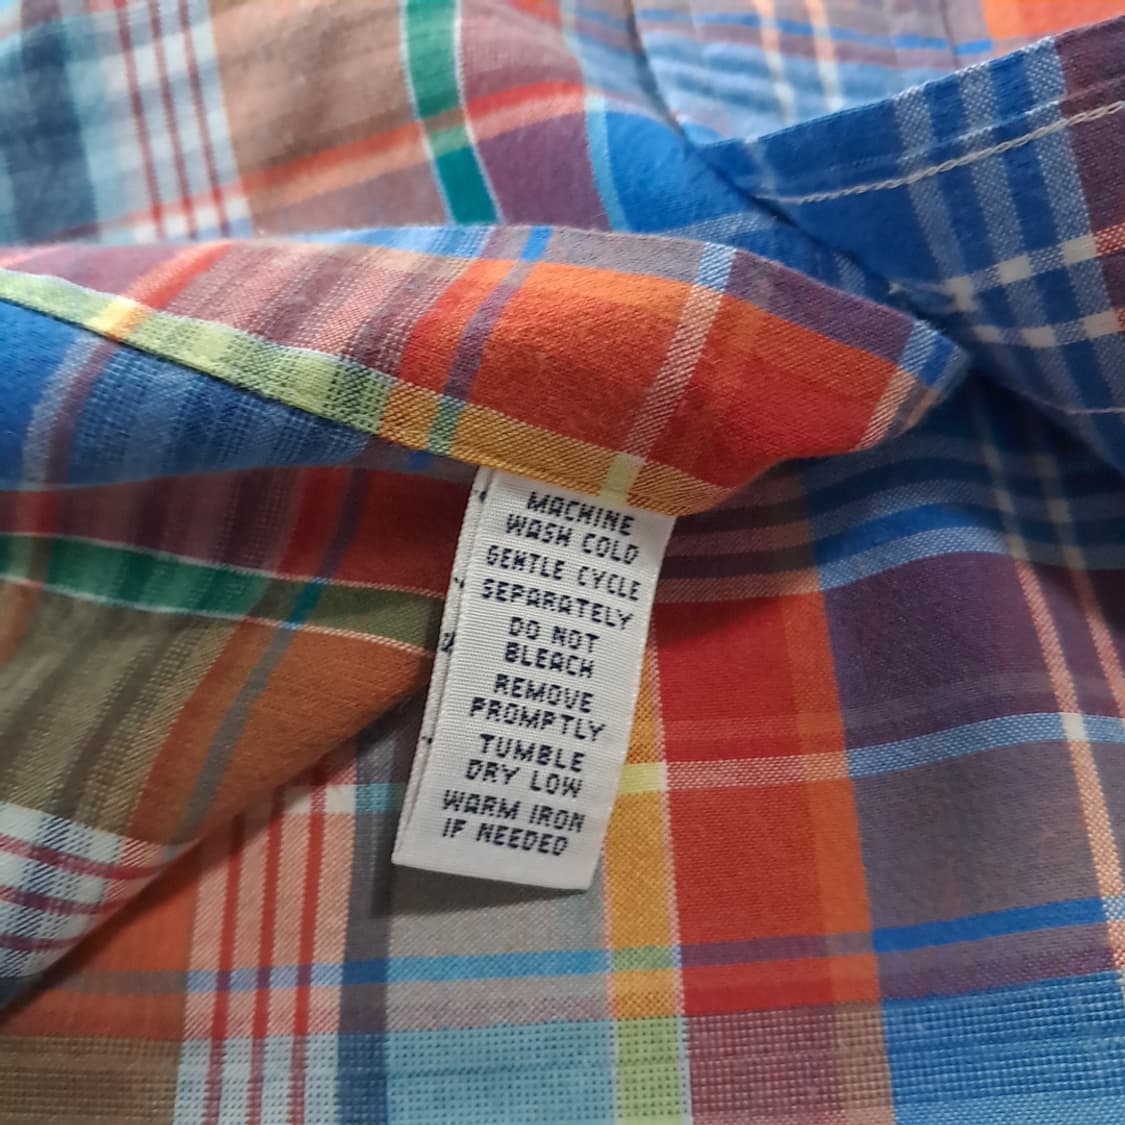 MACHINE
WASH COLD
GENTLE CYCLE
SEPARATELY
DO NOT
BLEACH
REMOVE
PROMPTLY
TUMBLE
DRY LOW
WARM IRON
IF NEEDED